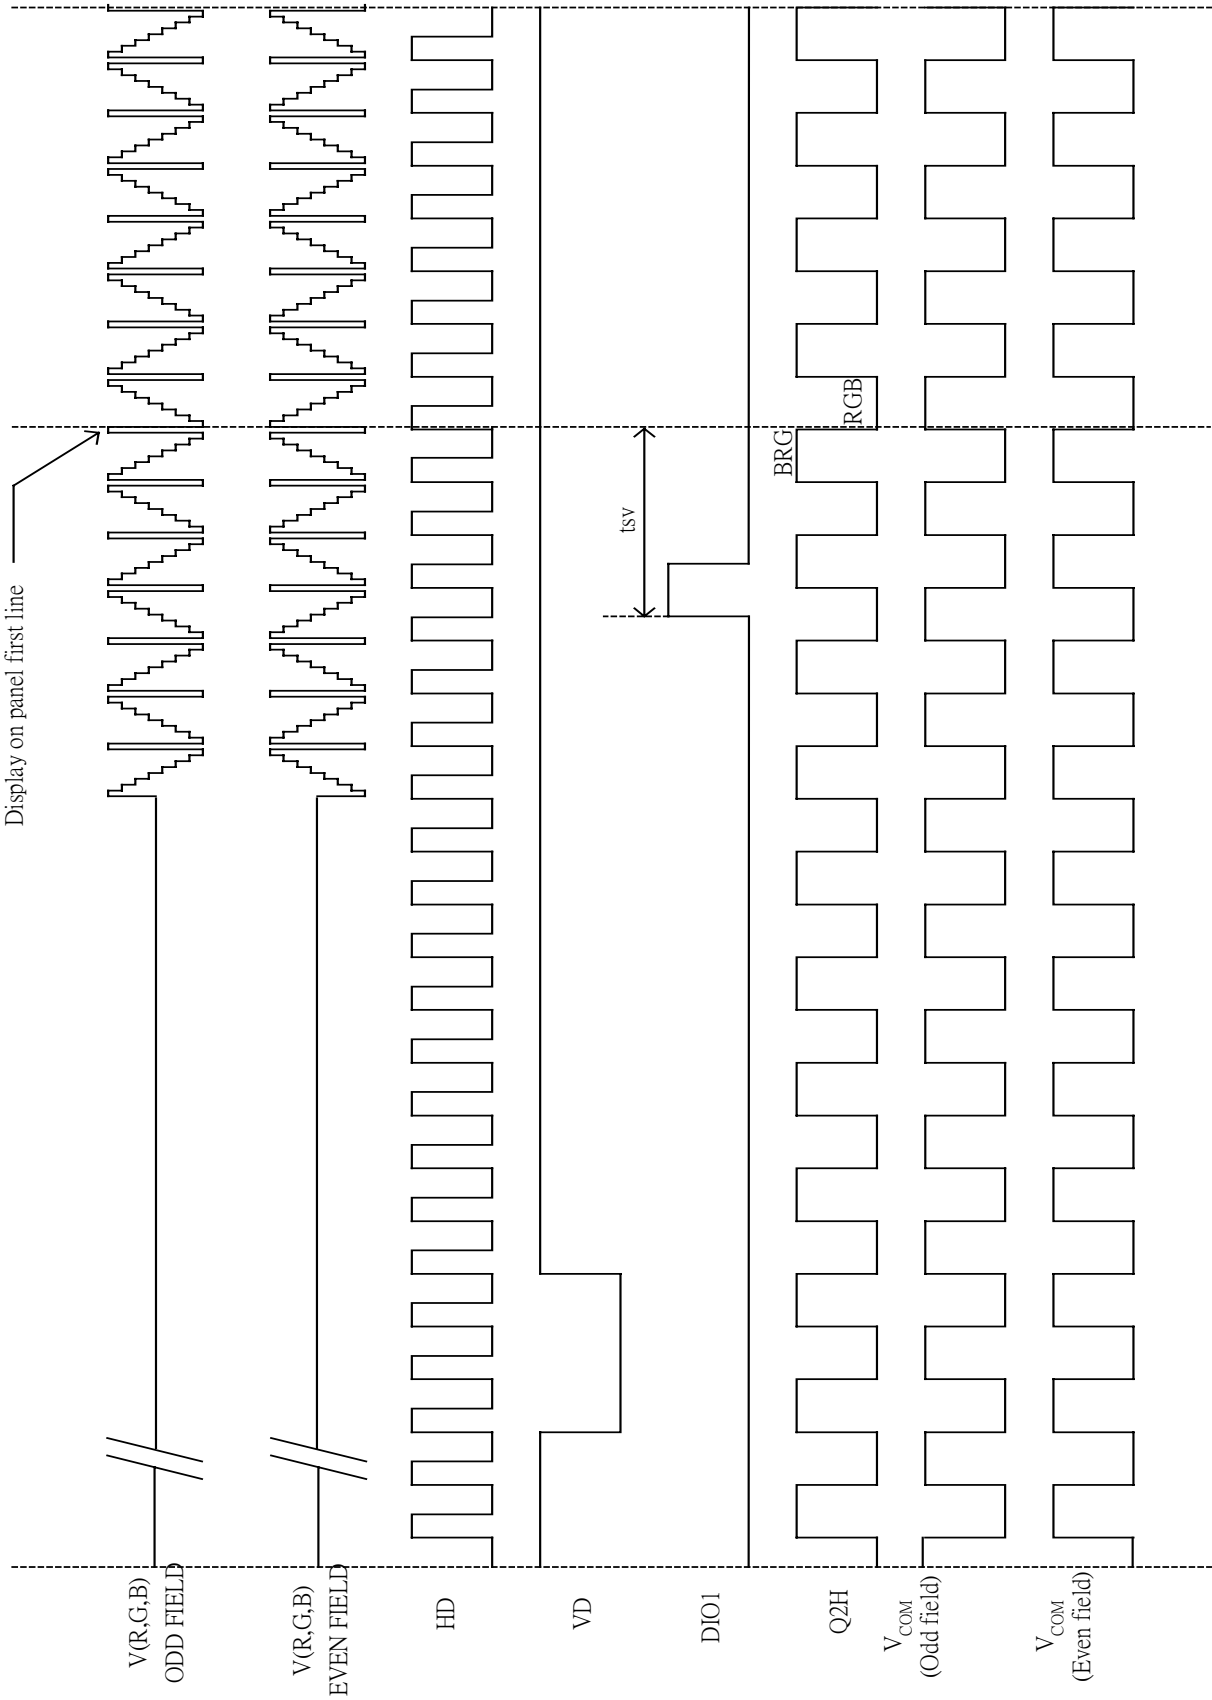 Display on panel first line
V(R,G,B)
ODD FIELD
V(R,G,B)
EVEN FIELD
HD
VD
tsv
DIO1
BRG
RGB
Q2H
VCOM
(Odd field)
VCOM
(Even field)